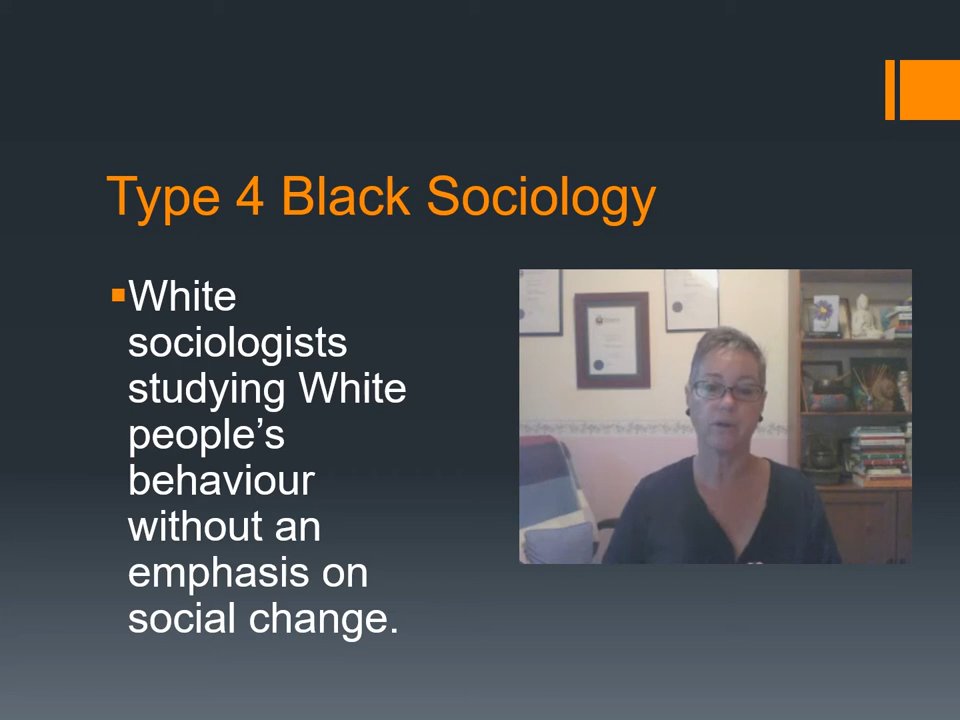 Type 4 Black Sociology
White
sociologists
studying White
people's
behaviour
without an
emphasis on
social change.